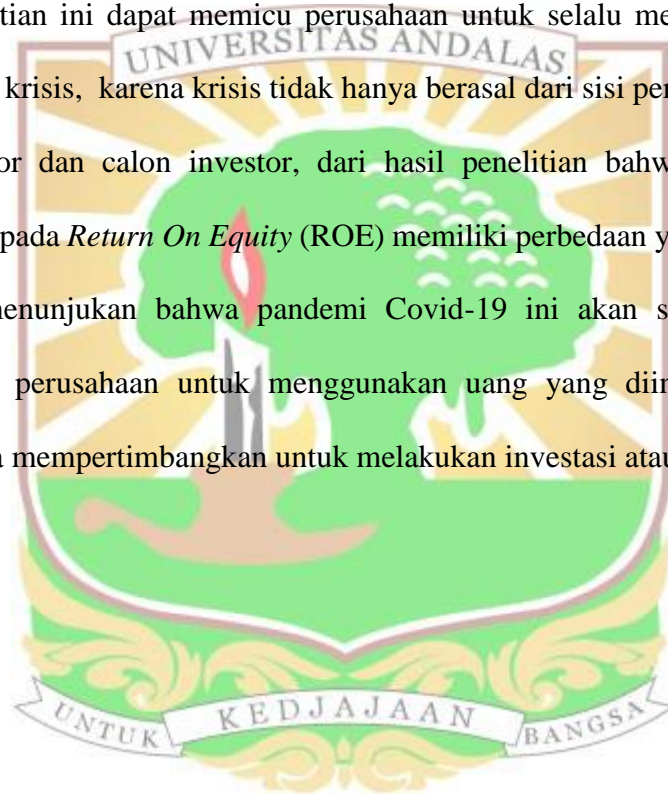 tian ini dapat memicu perusahaan untuk selalu me
UNIVERSITAS ANDALAS
krisis, karena krisis tidak hanya berasal dari sisi per
or dan calon investor, dari hasil penelitian bahw
pada Return On Equity (ROE) memiliki perbedaan y
enunjukan bahwa pandemi Covid-19 ini akan s
perusahaan untuk menggunakan uang yang diin
a mempertimbangkan untuk melakukan investasi atau
UNTUK KEDJAJAAN BANGSA